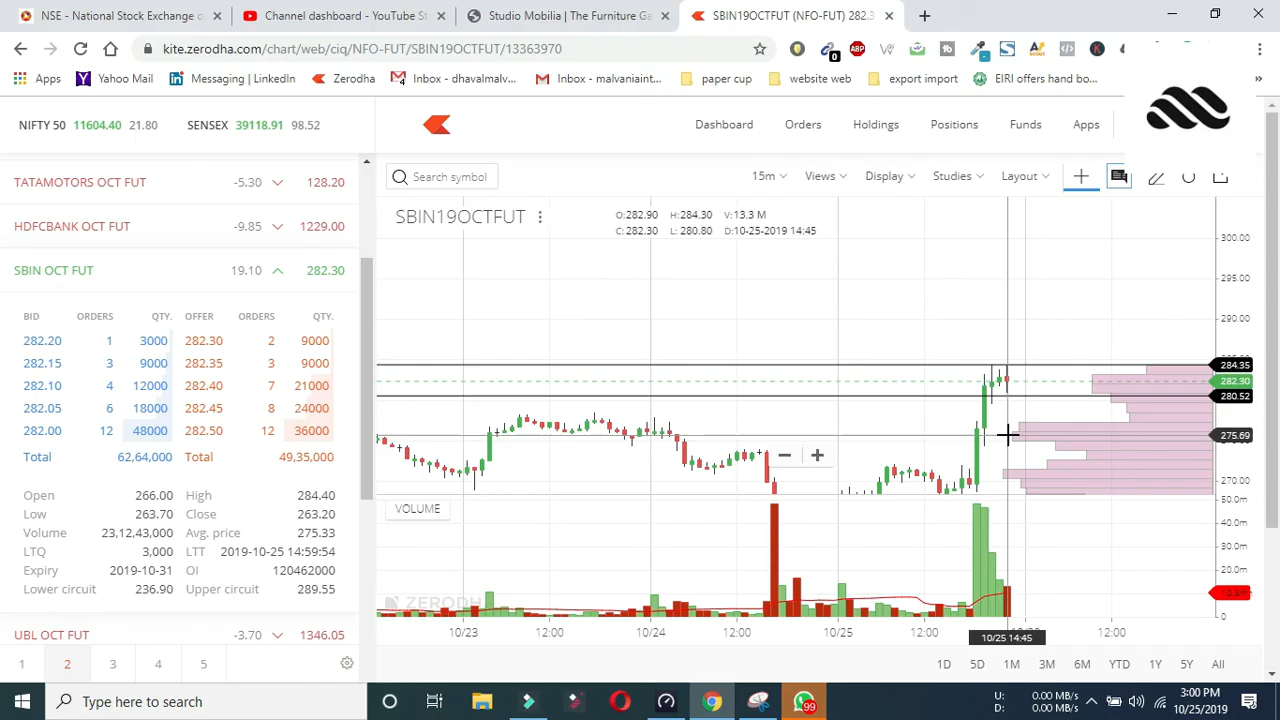 NSE - National Stock Exchange o
Channel dashboard - YouTube St
Studio Mobilia | The Furniture Ga
SBIN19OCTFUT (NFO-FUT) 282.3
kite.zerodha.com/chart/web/ciq/NFO-FUT/SBIN19OCTFUT/13363970
0
ABP
Apps
Yahoo Mail
Messaging | LinkedIn
Zerodha
Inbox - dhavalmalv...
Inbox - malvaniaint...
paper cup
website web
export import
EIRI offers hand bo...
NIFTY 50 11604.40 21.80
SENSEX 39118.91 98.52
Dashboard
Orders
Holdings
Positions
Funds
Apps
TATAMOTORS OCT FUT -5.30 128.20
HDFCBANK OCT FUT -9.85 1229.00
SBIN OCT FUT 19.10 282.30
BID ORDERS QTY. OFFER ORDERS QTY.
282.20 1 3000 282.30 2 9000
282.15 3 9000 282.35 3 9000
282.10 4 12000 282.40 7 21000
282.05 6 18000 282.45 8 24000
282.00 12 48000 282.50 12 36000
Total 62,64,000 Total 49,35,000
Open 266.00 High 284.40
Low 263.70 Close 263.20
Volume 23,12,43,000 Avg. price 275.33
LTQ 3,000 LTT 2019-10-25 14:59:54
Expiry 2019-10-31 OI 120462000
Lower circuit 236.90 Upper circuit 289.55
UBL OCT FUT -3.70 1346.05
1 2 3 4 5
Search symbol
15m
Views
Display
Studies
Layout
SBIN19OCTFUT
O:282.90 H:284.30 V:13.3 M
C:282.30 L:280.80 D:10-25-2019 14:45
300.00
295.00
290.00
284.35
282.30
280.52
275.69
270.00
50.0m
40.0m
30.0m
20.0m
0
VOLUME
ZERODHA
10/23 12:00 10/24 12:00 10/25 12:00 12:00
10/25 14:45
1D 5D 1M 3M 6M YTD 1Y 5Y All
Type here to search
99
U: 0.00 MB/s
D: 0.00 MB/s
3:00 PM
10/25/2019